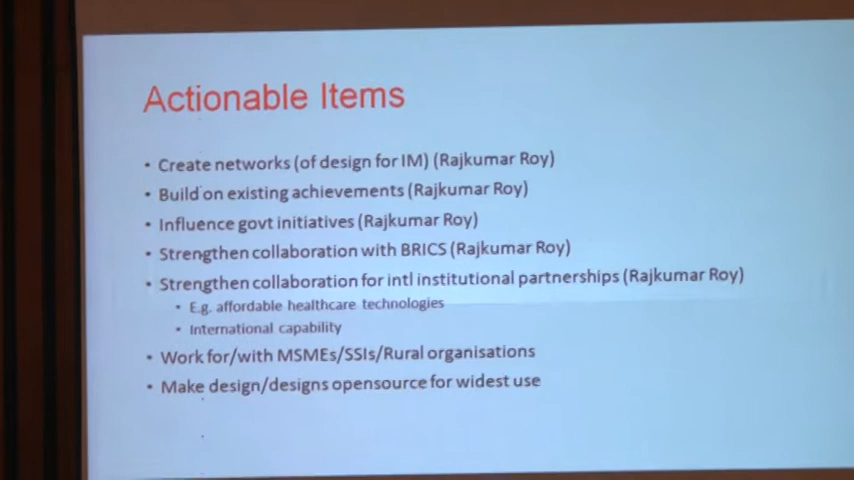 Actionable Items
• Create networks (of design for IM) (Rajkumar Roy)
• Build on existing achievements (Rajkumar Roy)
• Influence govt initiatives (Rajkumar Roy)
• Strengthen collaboration with BRICS (Rajkumar Roy)
• Strengthen collaboration for intl institutional partnerships (Rajkumar Roy)
• E.g. affordable healthcare technologies
• International capability
• Work for/with MSMEs/SSIs/Rural organisations
• Make design/designs opensource for widest use